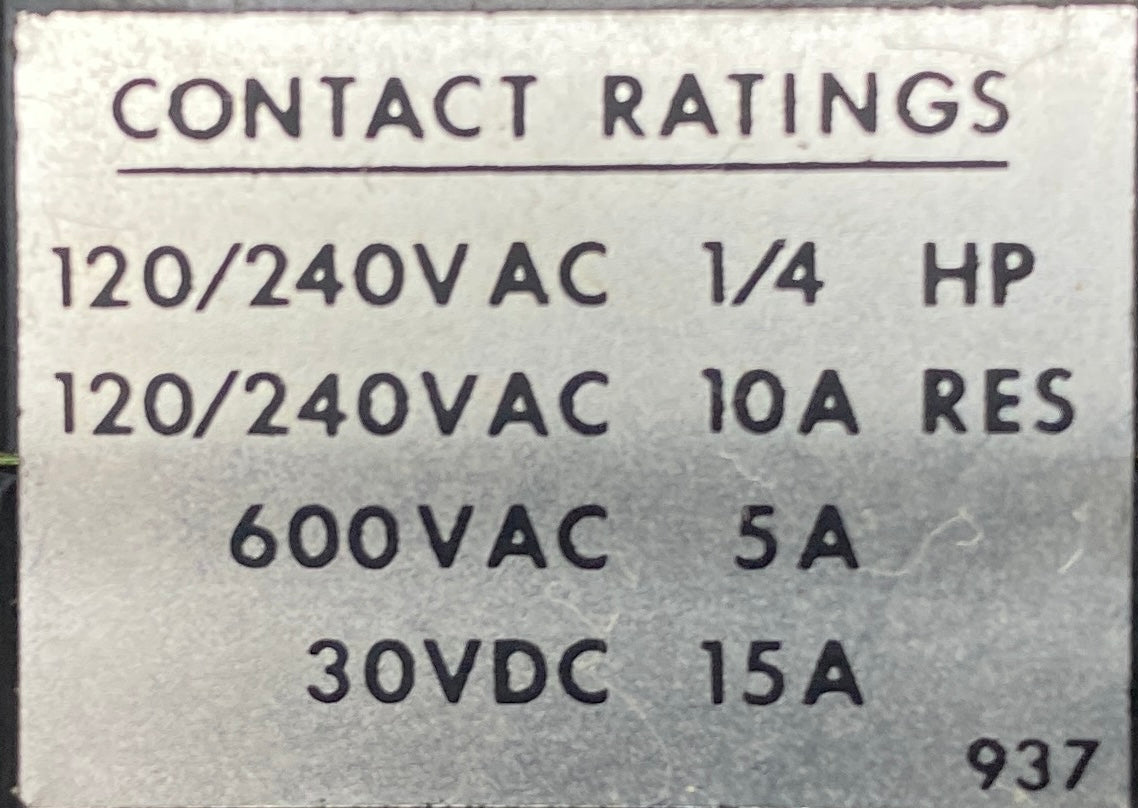 CONTACT RATINGS
120/240VAC 1/4 HP
120/240VAC 10A RES
600VAC 5A
30VDC 15A
937